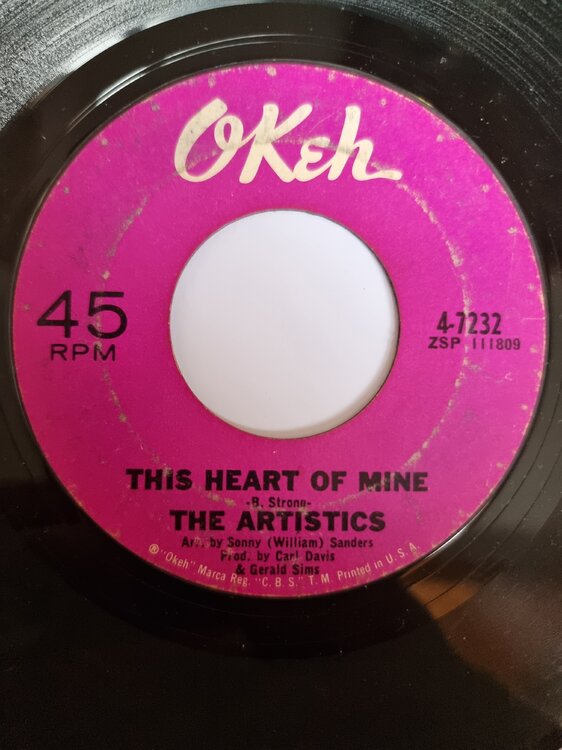 OKeh
45
RPM
4-7232
ZSP 111809
THIS HEART OF MINE
-B. Strong-
THE ARTISTICS
Arr. by Sonny (William) Sanders
Prod. by Carl Davis
& Gerald Sims
® "Okeh" Marca Reg. "C.B.S." T.M. Printed in U.S.A.